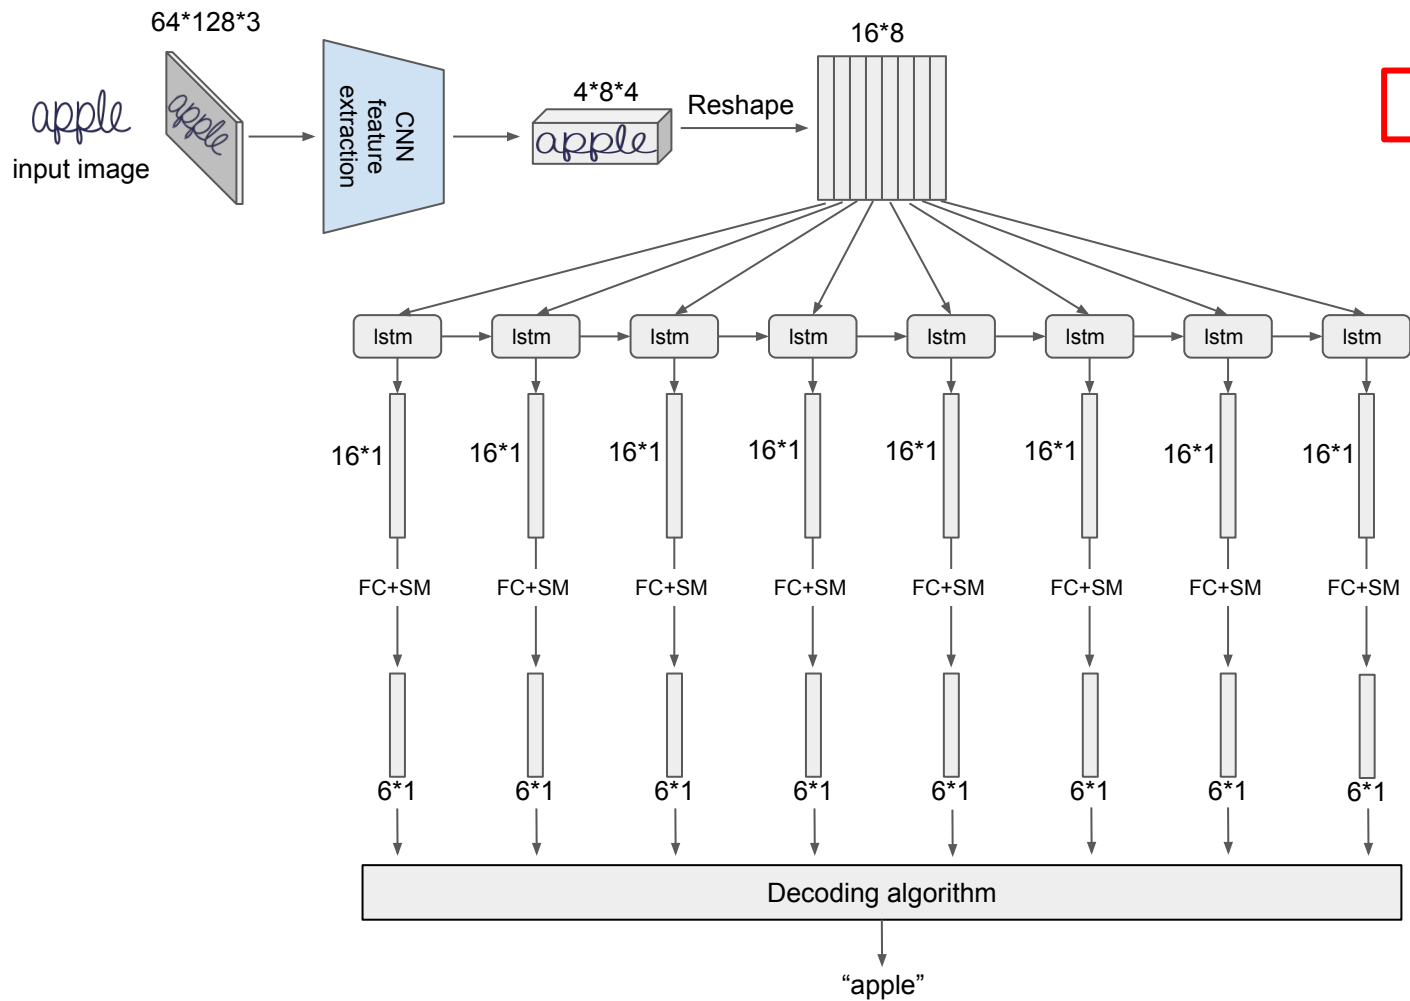 64*128*3
16*8
apple
apple
CNN
feature
extraction
4*8*4
apple
Reshape
input image
lstm lstm lstm lstm lstm lstm lstm lstm
16*1 16*1 16*1 16*1 16*1 16*1 16*1 16*1
FC+SM FC+SM FC+SM FC+SM FC+SM FC+SM FC+SM FC+SM
6*1 6*1 6*1 6*1 6*1 6*1 6*1 6*1
Decoding algorithm
“apple”